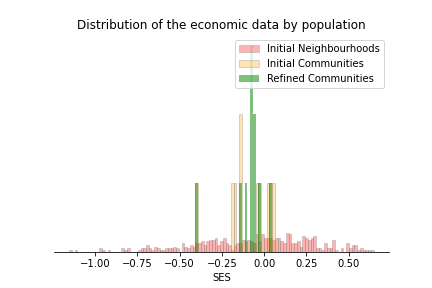 Distribution of the economic data by population
Initial Neighbourhoods
Initial Communities
Refined Communities
−1.00 −0.75 −0.50 −0.25 0.00 0.25 0.50
SES